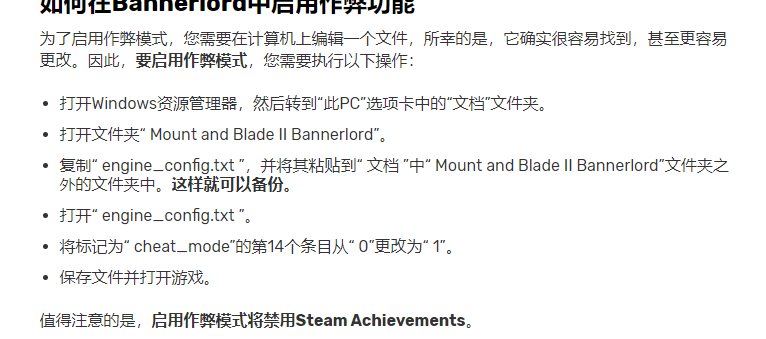 如何在Bannerlord中启用作弊功能
为了启用作弊模式，您需要在计算机上编辑一个文件，所幸的是，它确实很容易找到，甚至更容易
更改。因此，要启用作弊模式，您需要执行以下操作：
• 打开Windows资源管理器，然后转到“此PC”选项卡中的“文档”文件夹。
• 打开文件夹“ Mount and Blade II Bannerlord”。
• 复制“ engine_config.txt ”，并将其粘贴到“ 文档 ”中“ Mount and Blade II Bannerlord”文件夹之
外的文件夹中。这样就可以备份。
• 打开“ engine_config.txt ”。
• 将标记为“ cheat_mode”的第14个条目从“ 0”更改为“ 1”。
• 保存文件并打开游戏。
值得注意的是，启用作弊模式将禁用Steam Achievements。